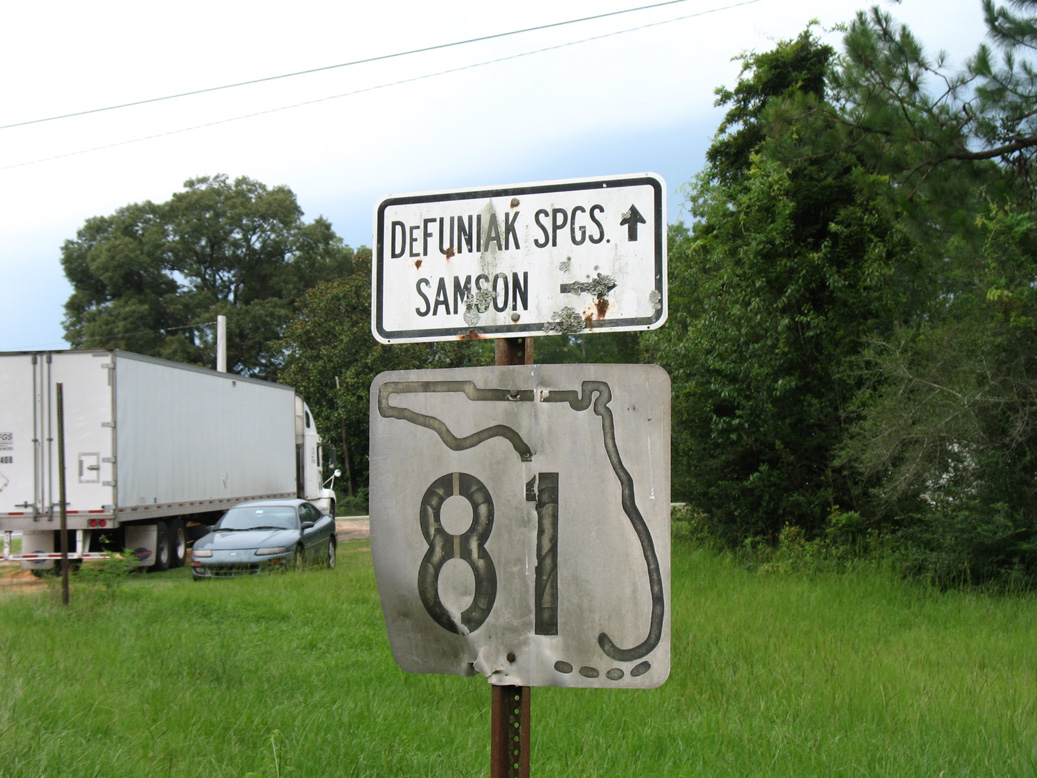 DEFUNIAK SPGS.
SAMSON
81